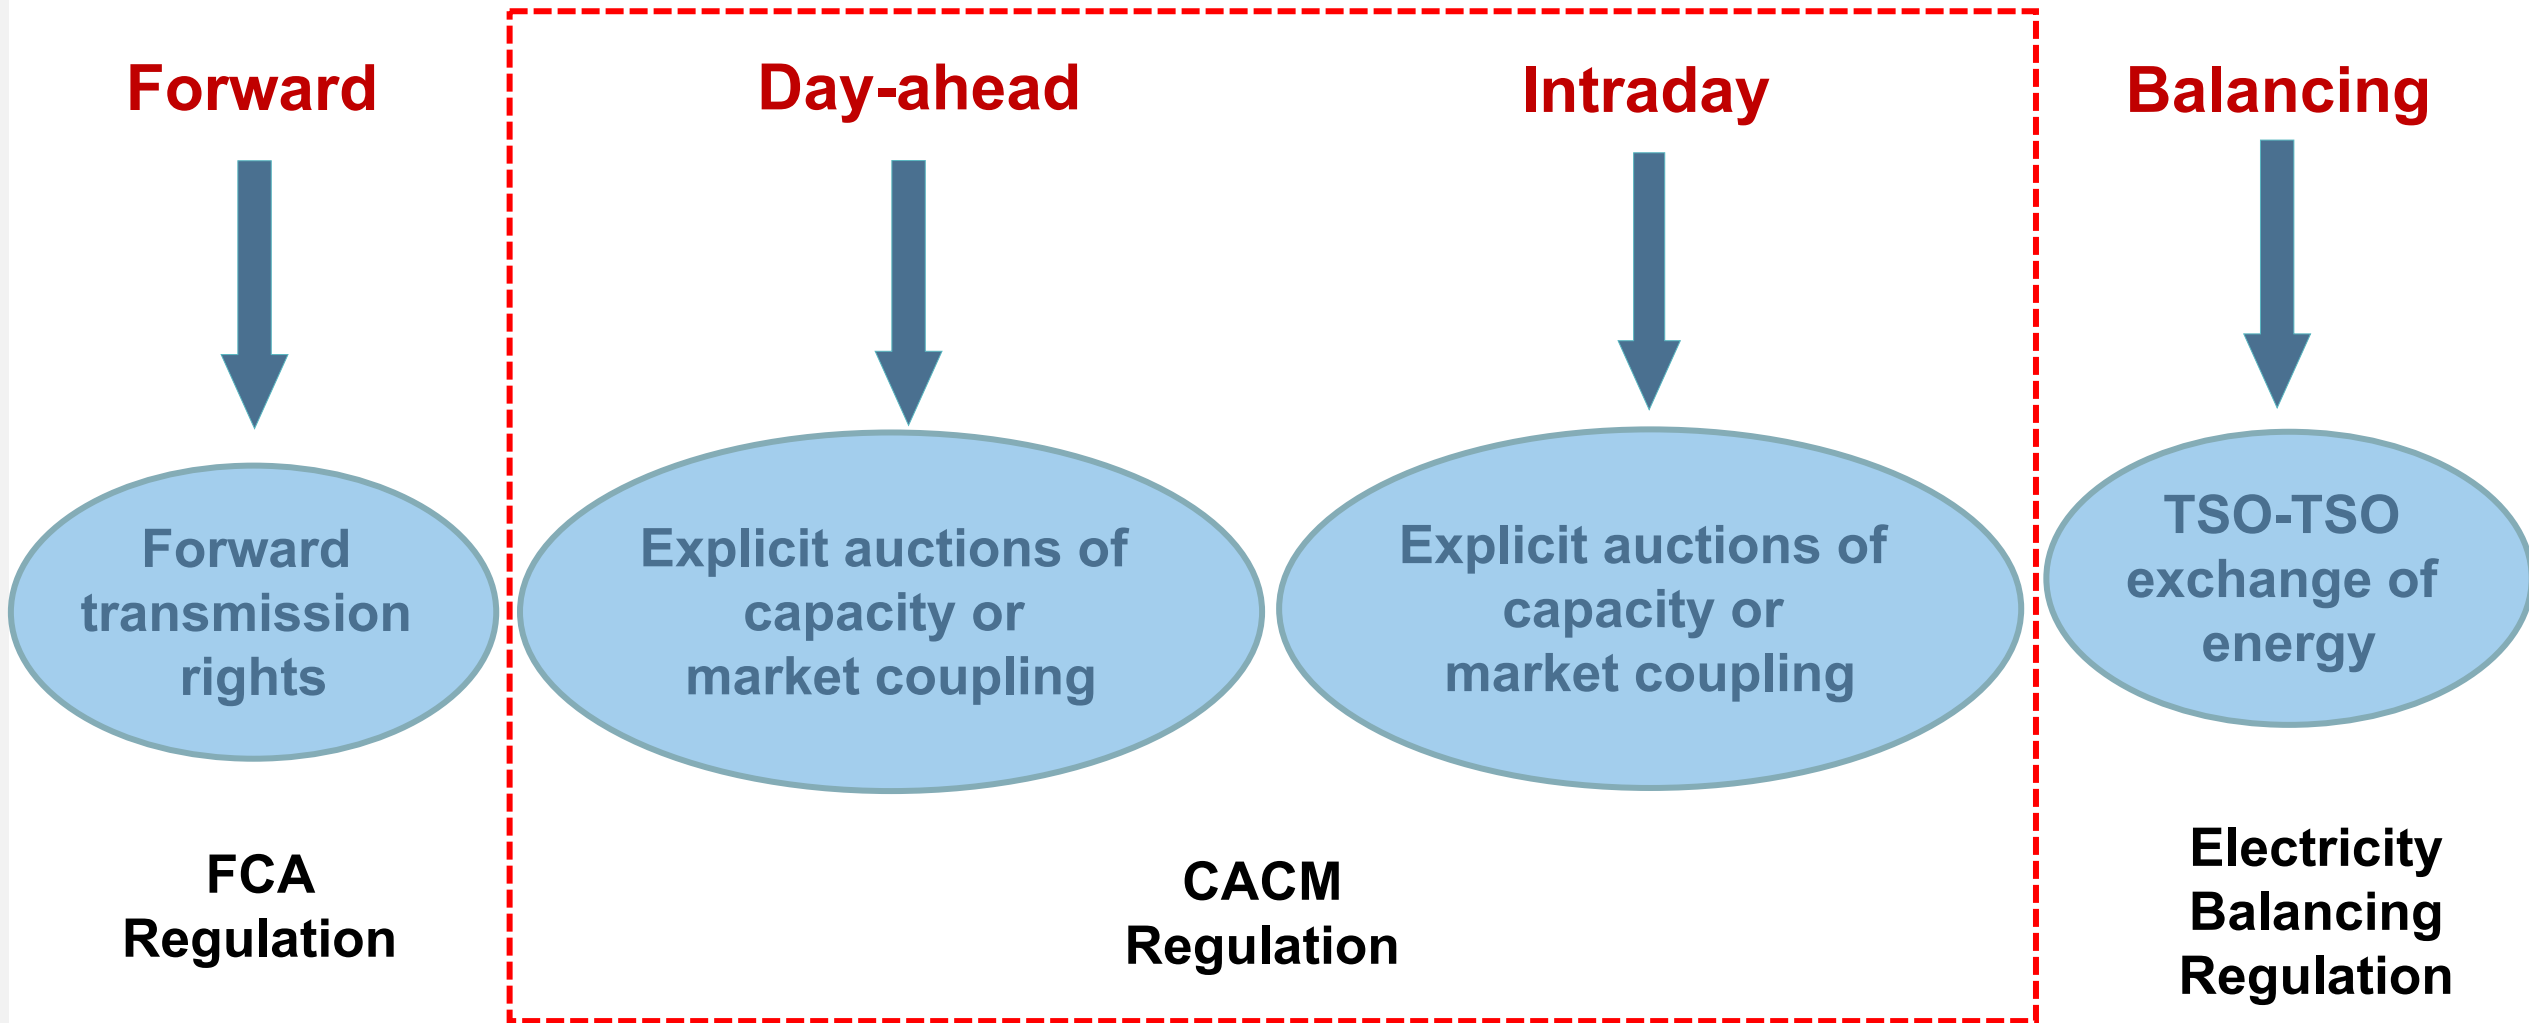 Forward
Day-ahead
Intraday
Balancing
Forward
transmission
rights
Explicit auctions of
capacity or
market coupling
Explicit auctions of
capacity or
market coupling
TSO-TSO
exchange of
energy
FCA
Regulation
CACM
Regulation
Electricity
Balancing
Regulation